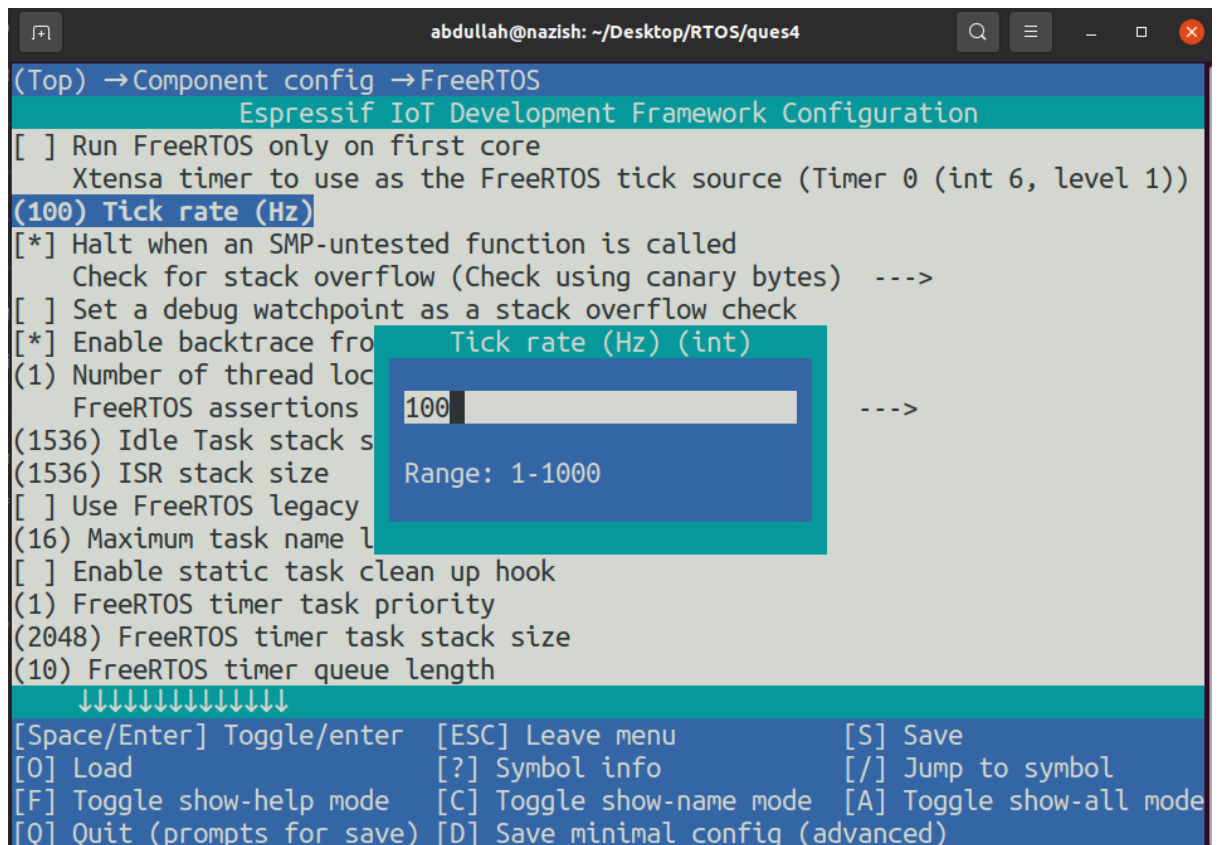 abdullah@nazish: ~/Desktop/RTOS/ques4
(Top) →Component config →FreeRTOS
Espressif IoT Development Framework Configuration
[ ] Run FreeRTOS only on first core
Xtensa timer to use as the FreeRTOS tick source (Timer 0 (int 6, level 1))
(100) Tick rate (Hz)
[*] Halt when an SMP-untested function is called
Check for stack overflow (Check using canary bytes) --->
[ ] Set a debug watchpoint as a stack overflow check
[*] Enable backtrace fro
(1) Number of thread loc
FreeRTOS assertions --->
(1536) Idle Task stack s
(1536) ISR stack size
[ ] Use FreeRTOS legacy
(16) Maximum task name l
[ ] Enable static task clean up hook
(1) FreeRTOS timer task priority
(2048) FreeRTOS timer task stack size
(10) FreeRTOS timer queue length
Tick rate (Hz) (int)
100
Range: 1-1000
↓↓↓↓↓↓↓↓↓↓↓↓↓↓
[Space/Enter] Toggle/enter [ESC] Leave menu [S] Save
[O] Load [?] Symbol info [/] Jump to symbol
[F] Toggle show-help mode [C] Toggle show-name mode [A] Toggle show-all mode
[Q] Quit (prompts for save) [D] Save minimal config (advanced)